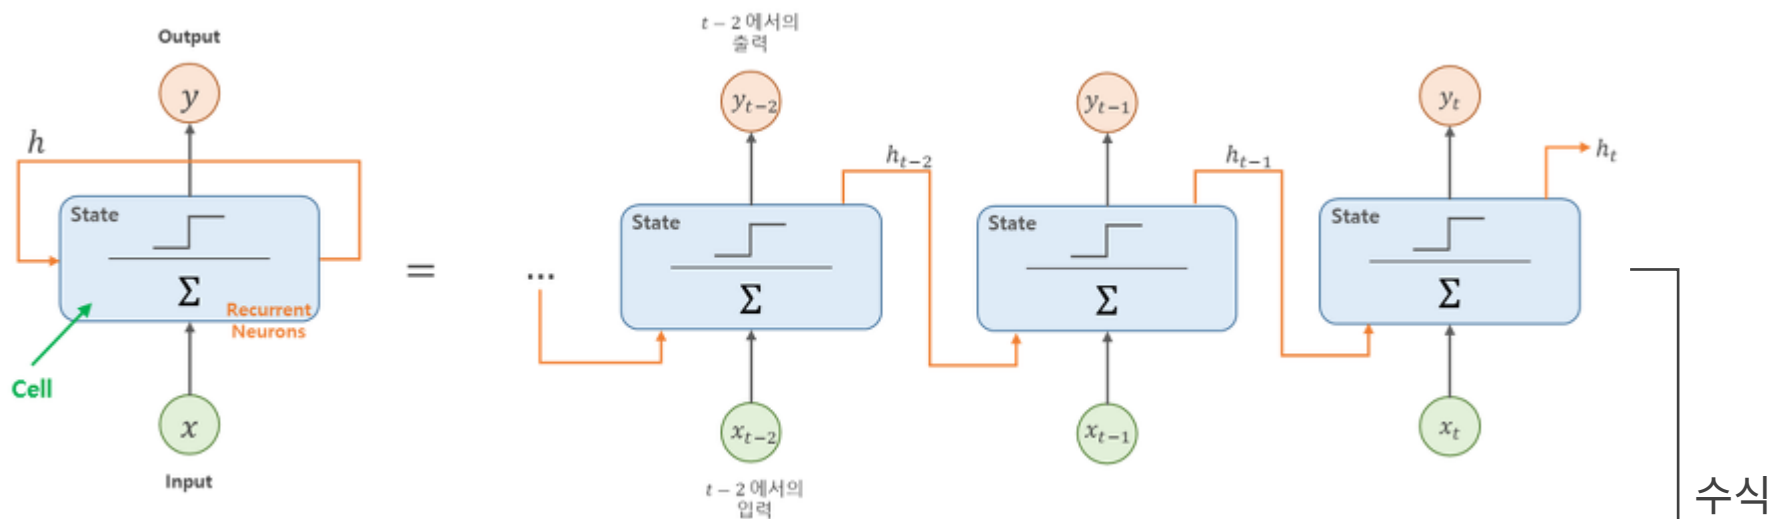 Output
y
h
State
Σ
Recurrent
Neurons
Cell
x
Input
=
...
t − 2 에서의
출력
y_{t−2}
h_{t−2}
State
Σ
x_{t−2}
t − 2 에서의
입력
y_{t−1}
h_{t−1}
State
Σ
x_{t−1}
y_t
h_t
State
Σ
x_t
수식